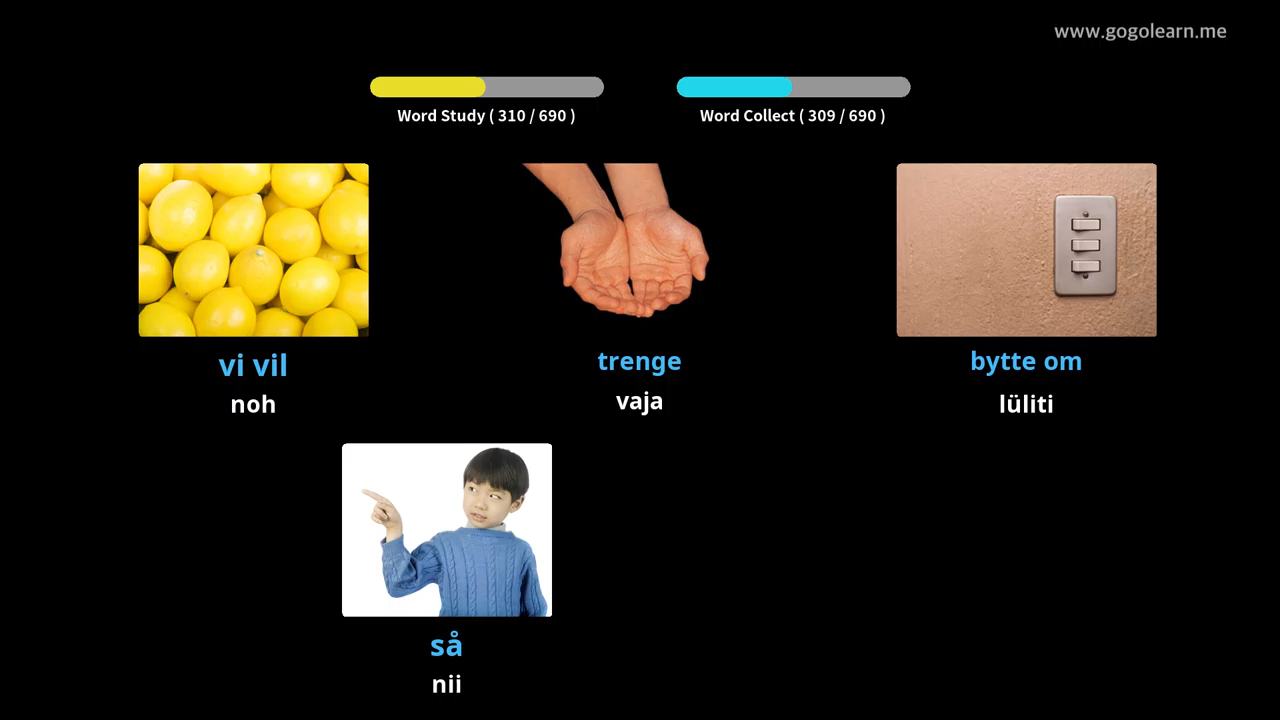 www.gogolearn.me
Word Study ( 310 / 690 )
Word Collect ( 309 / 690 )
vi vil
noh
trenge
vaja
bytte om
lüliti
så
nii